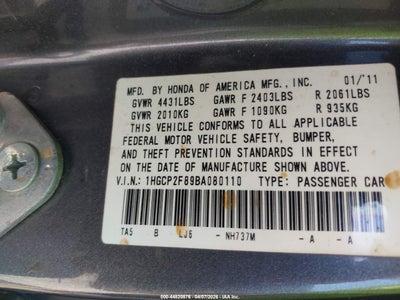 MFD. BY HONDA OF AMERICA MFG., INC. 01/'11
GVWR 4431LBS GAWR F 2403LBS R 2061LBS
GVWR 2010KG GAWR F 1090KG R 935KG
THIS VEHICLE CONFORMS TO ALL APPLICABLE
FEDERAL MOTOR VEHICLE SAFETY, BUMPER,
AND THEFT PREVENTION STANDARDS IN EFFECT
ON THE DATE OF MANUFACTURE SHOWN ABOVE.
V.I.N: 1HGCP2F89BA080110 TYPE: PASSENGER CAR
TA5 B LJ6 - NH737M - A - A
000-44820876 - 04/07/2026 - iaai.com